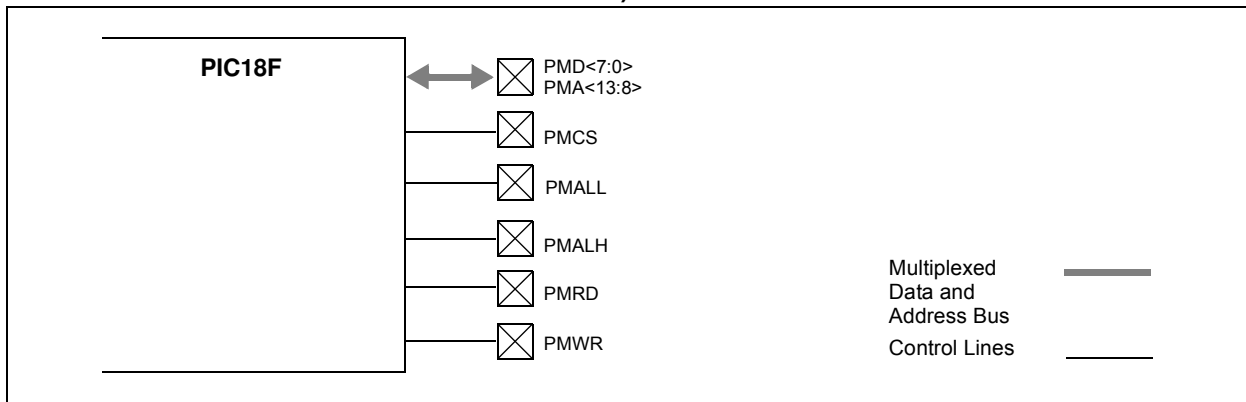 PIC18F
PMD<7:0>
PMA<13:8>
PMCS
PMALL
PMALH
PMRD
PMWR
Multiplexed
Data and
Address Bus
Control Lines